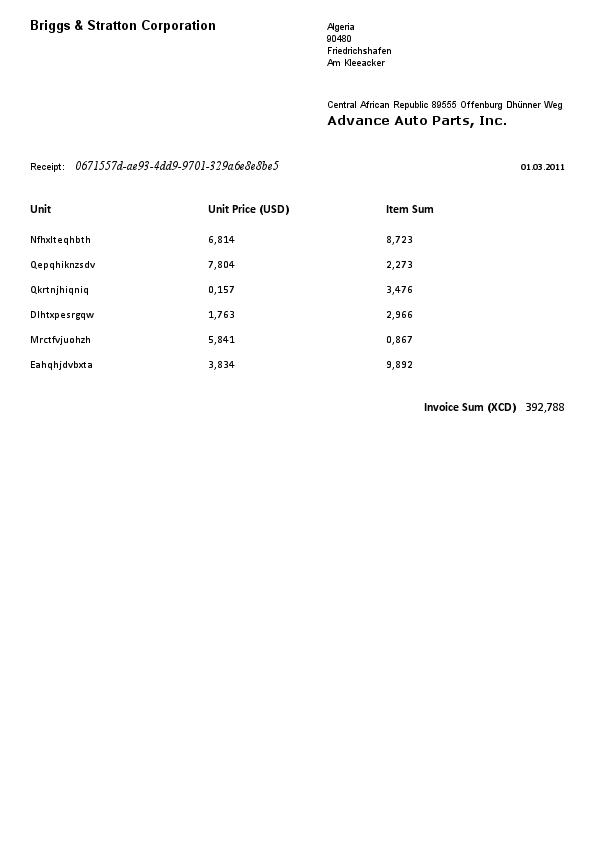 Briggs & Stratton Corporation
Algeria
90480
Friedrichshafen
Am Kleeacker
Central African Republic 89555 Offenburg Dhünner Weg
Advance Auto Parts, Inc.
Receipt: 0671557d-ae93-4dd9-9701-329a6e8e8be5 01.03.2011
Unit Unit Price (USD) Item Sum
Nfhxlteqhbth 6,814 8,723
Qepqhiknzsdv 7,804 2,273
Qkrtnjhiqniq 0,157 3,476
Dlhtxpesrgqw 1,763 2,966
Mrctfvjuohzh 5,841 0,867
Eahqhjdvbxta 3,834 9,892
Invoice Sum (XCD) 392,788